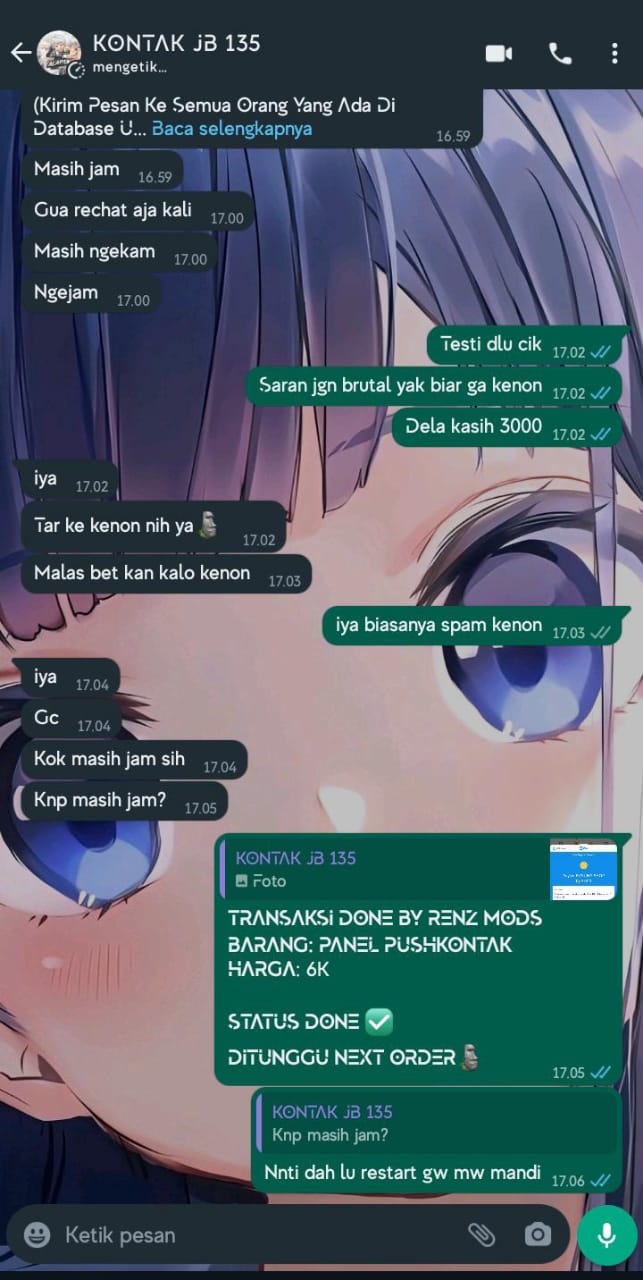 KONTAK JB 135
mengetik...
(Kirim Pesan Ke Semua Orang Yang Ada Di
Database U... Baca selengkapnya
16.59
Masih jam 16.59
Gua rechat aja kali 17.00
Masih ngekam 17.00
Ngejam 17.00
Testi dlu cik 17.02
Saran jgn brutal yak biar ga kenon 17.02
Dela kasih 3000 17.02
iya 17.02
Tar ke kenon nih ya🗿 17.02
Malas bet kan kalo kenon 17.03
iya biasanya spam kenon 17.03
iya 17.04
Gc 17.04
Kok masih jam sih 17.04
Knp masih jam? 17.05
KONTAK JB 135
Foto
TRANSAKSI DONE BY RENZ MODS
BARANG: PANEL PUSHKONTAK
HARGA: 6K
STATUS DONE ✅
DITUNGGU NEXT ORDER🗿
17.05
KONTAK JB 135
Knp masih jam?
Nnti dah lu restart gw mw mandi 17.06
Ketik pesan